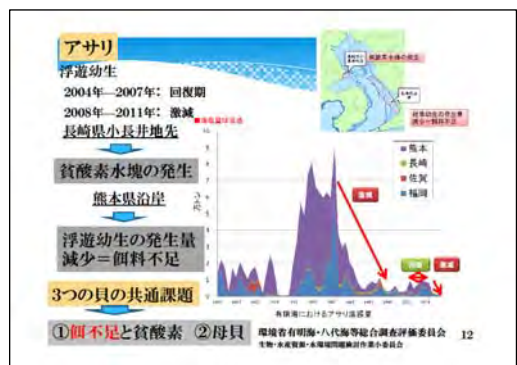 アサリ
浮遊幼生
2004年―2007年: 回復期
2008年―2011年: 激減
長崎県小長井地先
貧酸素水塊の発生
熊本県沿岸
浮遊幼生の発生量
減少=餌料不足
3つの貝の共通課題
①餌不足と貧酸素 ②母貝
熊本
長崎
佐賀
福岡
激減
激減
有明海におけるアサリ漁獲量
環境省有明海・八代海等総合調査評価委員会
生物・水産資源・水環境問題検討作業小委員会
12